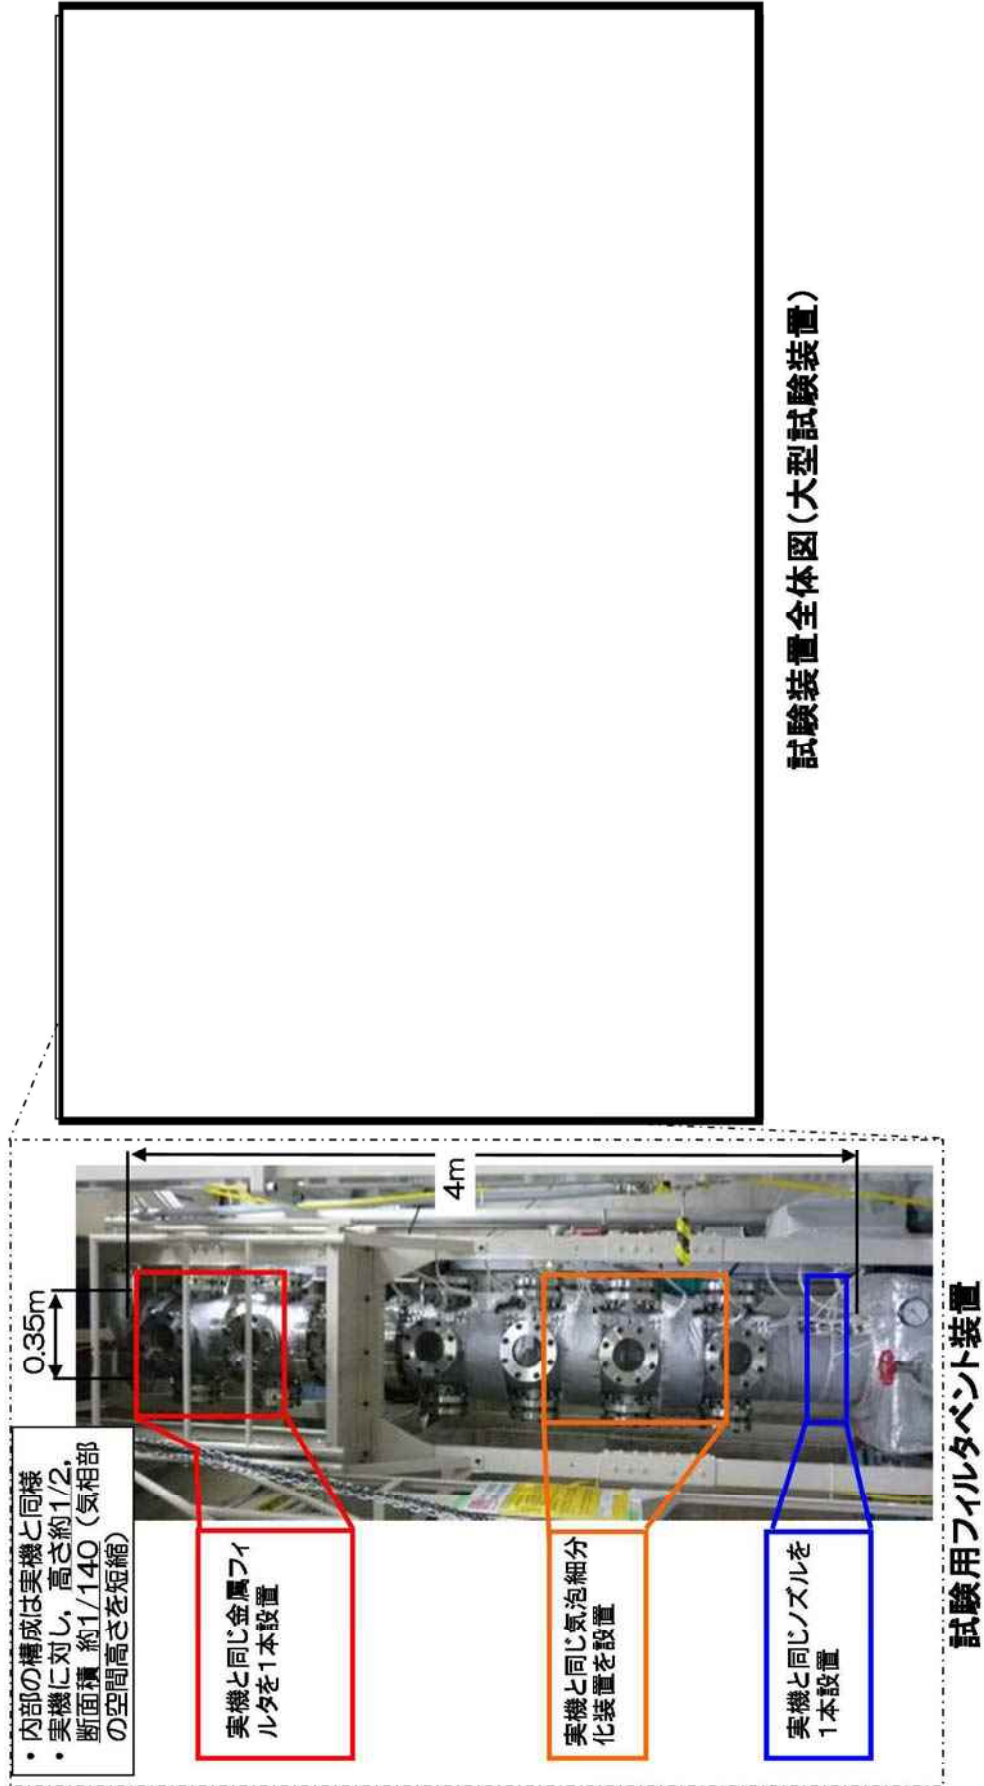 ・内部の構成は実機と同様
・実機に対し，高さ約1/2，
断面積 約1/140（気相部
の空間高さを短縮）
0.35m
4m
実機と同じ金属フィ
ルタを1本設置
実機と同じ気泡細分
化装置を設置
実機と同じノズルを
1本設置
試験用フィルタベント装置
試験装置全体図（大型試験装置）